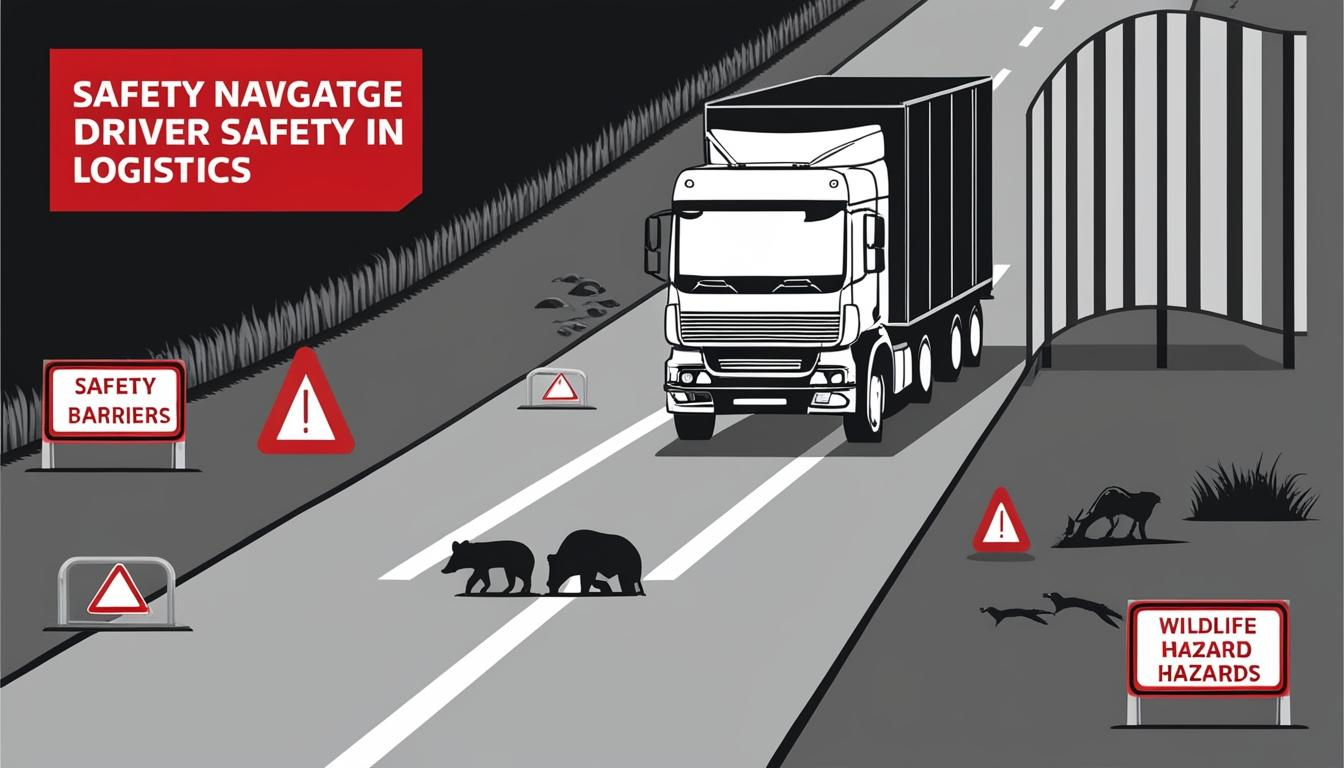 SAFETY NAVGATGE
DRIVER SAFETY IN
LOGISTICS
SAFETY
BARRIERS
WILDLIFE
HAZARD
HAZARDS